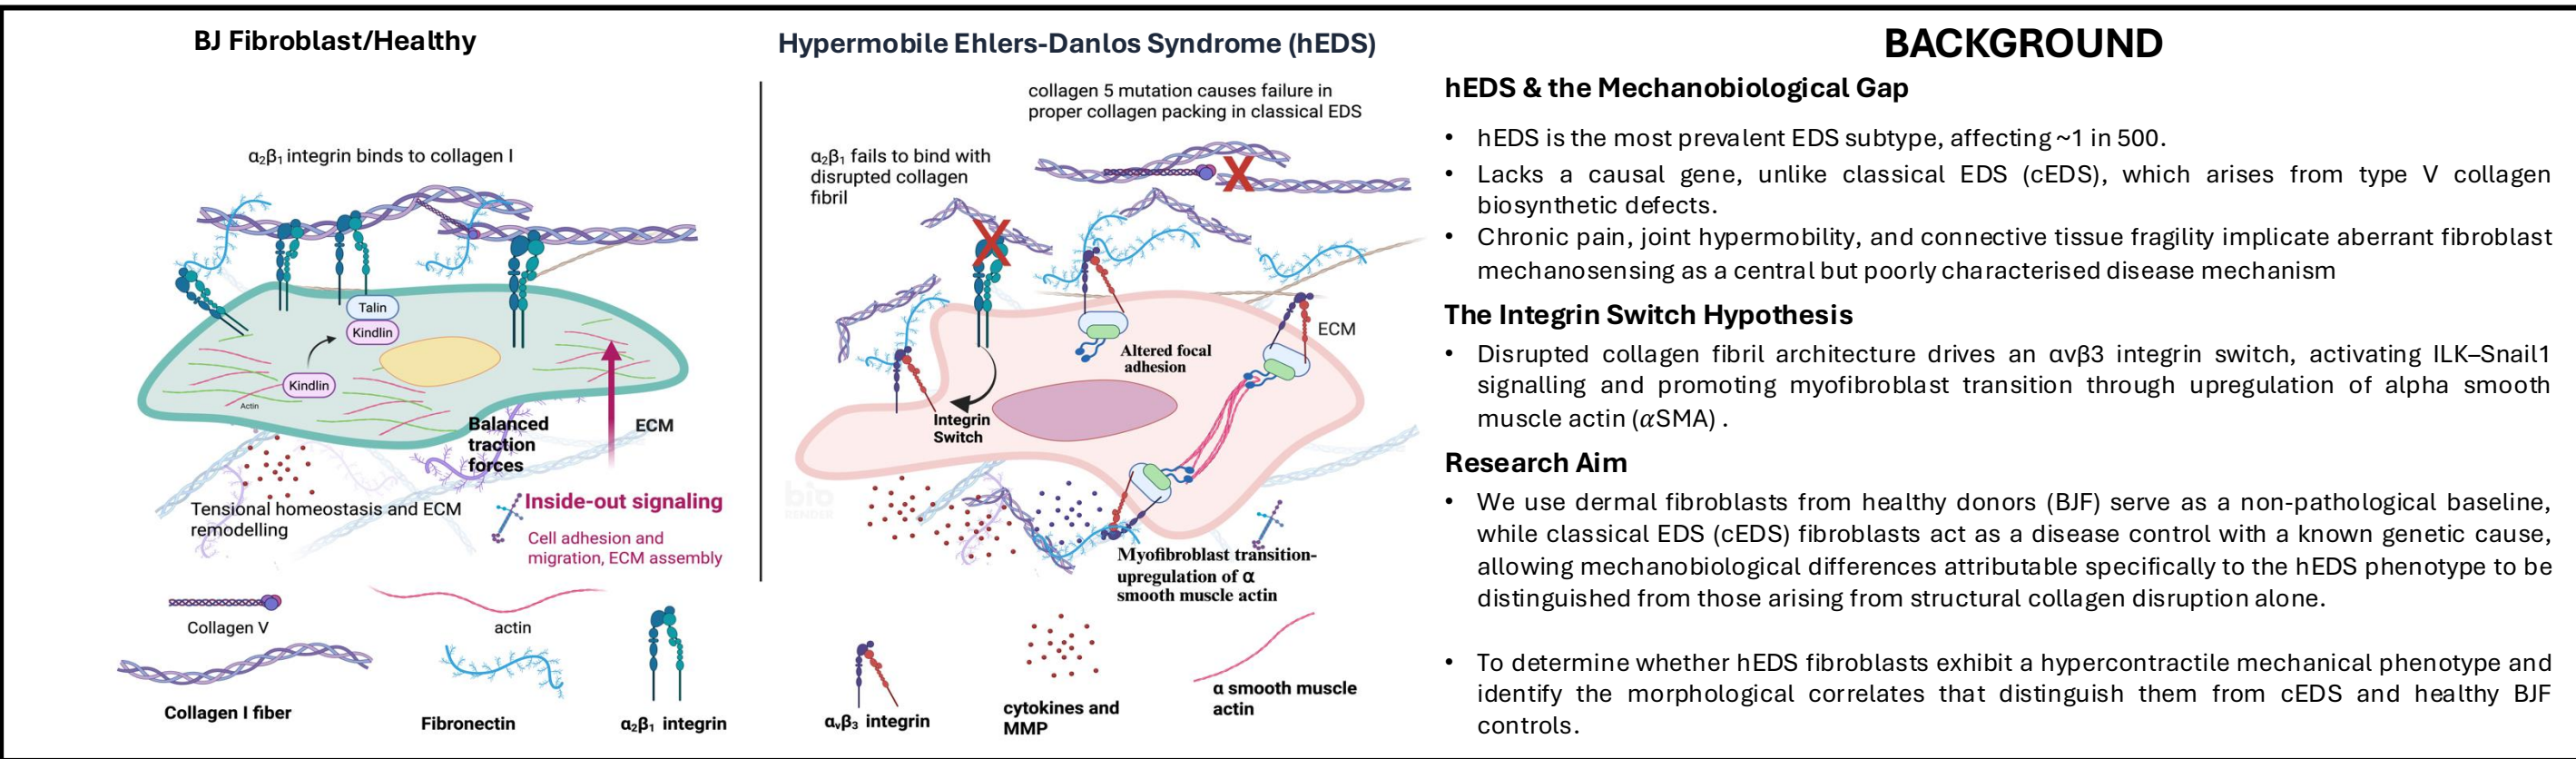 BJ Fibroblast/Healthy
α₂β₁ integrin binds to collagen I
Talin
Kindlin
Kindlin
Actin
Balanced
traction
forces
ECM
Tensional homeostasis and ECM
remodelling
Inside-out signaling
Cell adhesion and
migration, ECM assembly
Collagen V
actin
Collagen I fiber
Fibronectin
α₂β₁ integrin
Hypermobile Ehlers-Danlos Syndrome (hEDS)
collagen 5 mutation causes failure in
proper collagen packing in classical EDS
α₂β₁ fails to bind with
disrupted collagen
fibril
ECM
Altered focal
adhesion
Integrin
Switch
bio
RENDER
Myofibroblast transition-
upregulation of α
smooth muscle actin
αᵥβ₃ integrin
cytokines and
MMP
α smooth muscle
actin
BACKGROUND
hEDS & the Mechanobiological Gap
• hEDS is the most prevalent EDS subtype, affecting ~1 in 500.
• Lacks a causal gene, unlike classical EDS (cEDS), which arises from type V collagen
biosynthetic defects.
• Chronic pain, joint hypermobility, and connective tissue fragility implicate aberrant fibroblast
mechanosensing as a central but poorly characterised disease mechanism
The Integrin Switch Hypothesis
• Disrupted collagen fibril architecture drives an αvβ3 integrin switch, activating ILK–Snail1
signalling and promoting myofibroblast transition through upregulation of alpha smooth
muscle actin (αSMA) .
Research Aim
• We use dermal fibroblasts from healthy donors (BJF) serve as a non-pathological baseline,
while classical EDS (cEDS) fibroblasts act as a disease control with a known genetic cause,
allowing mechanobiological differences attributable specifically to the hEDS phenotype to be
distinguished from those arising from structural collagen disruption alone.
• To determine whether hEDS fibroblasts exhibit a hypercontractile mechanical phenotype and
identify the morphological correlates that distinguish them from cEDS and healthy BJF
controls.